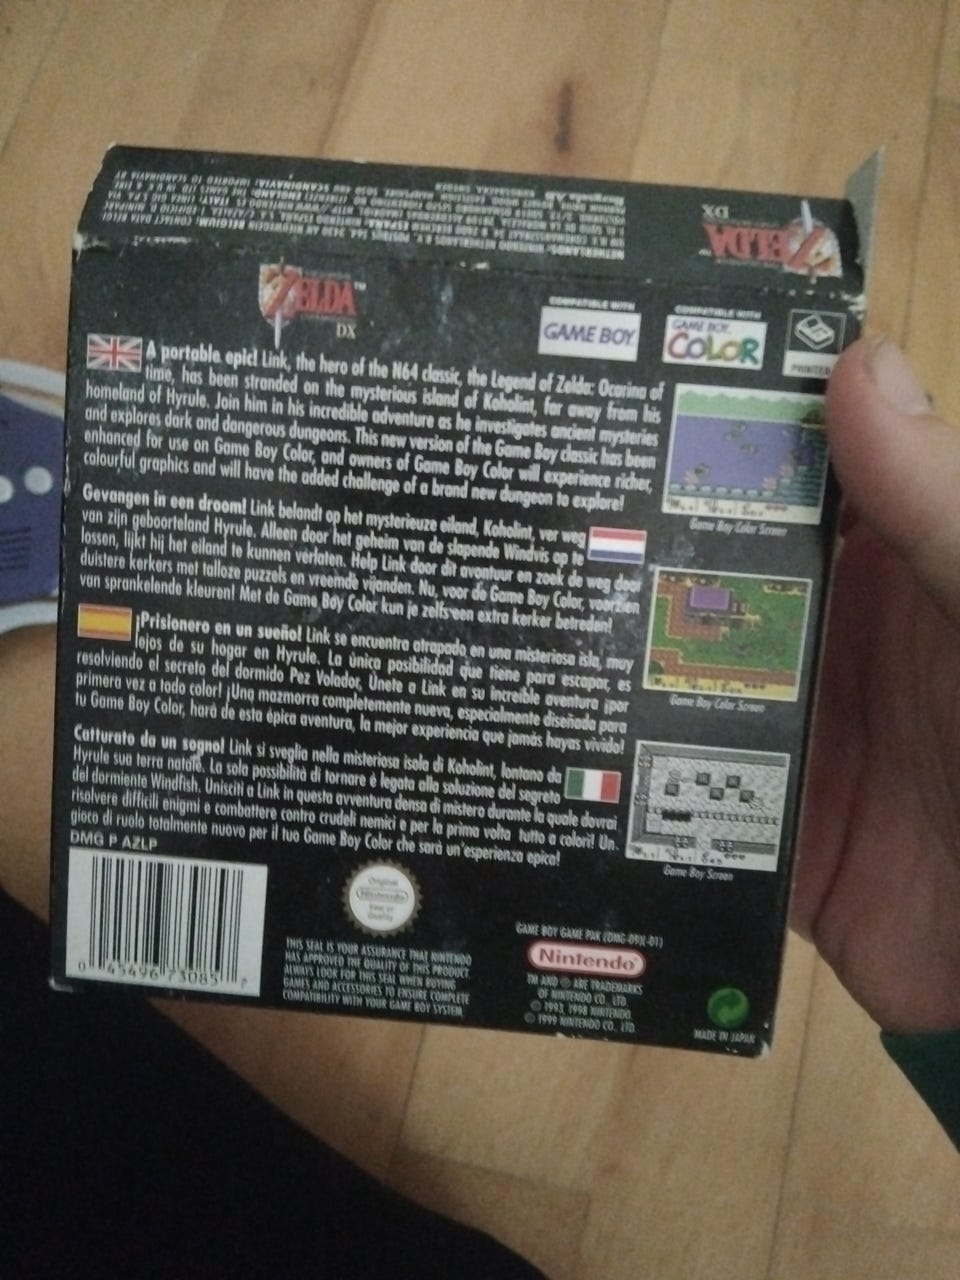 ZELDA
DX
ZELDA™
DX
COMPATIBLE WITH
GAME BOY
COMPATIBLE WITH
GAME BOY
COLOR
A portable epic! Link, the hero of the N64 classic, the Legend of Zelda: Ocarina of
time, has been stranded on the mysterious island of Koholint, far away from his
homeland of Hyrule. Join him in his incredible adventure as he investigates ancient mysteries
and explores dark and dangerous dungeons. This new version of the Game Boy classic has been
enhanced for use on Game Boy Color, and owners of Game Boy Color will experience richer,
colourful graphics and will have the added challenge of a brand new dungeon to explore!
Game Boy Color Screen
Gevangen in een droom! Link belandt op het mysterieuze eiland, Koholint, ver weg
van zijn geboorteland Hyrule. Alleen door het geheim van de slapende Windvis op te
lossen, lijkt hij het eiland te kunnen verlaten. Help Link door dit avontuur en zoek de weg door
duistere kerkers met talloze puzzels en vreemde vijanden. Nu, voor de Game Boy Color, voorzien
van sprankelende kleuren! Met de Game Boy Color kun je zelfs een extra kerker betreden!
Game Boy Color Screen
¡Prisionero en un sueño! Link se encuentra atrapado en una misteriosa isla, muy
lejos de su hogar en Hyrule. La única posibilidad que tiene para escapar, es
resolviendo el secreto del dormido Pez Volador, Únete a Link en su increíble aventura ¡por
primera vez a todo color! ¡Una mazmorra completamente nueva, especialmente diseñada para
tu Game Boy Color, hará de esta épica aventura, la mejor experiencia que jamás hayas vivido!
Catturato da un sogno! Link si sveglia nella misteriosa isola di Koholint, lontano da
Hyrule sua terra natale. La sola possibilità di tornare è legata alla soluzione del segreto
del dormiente Windfish. Unisciti a Link in questa avventura densa di mistero durante la quale dovrai
risolvere difficili enigmi e combattere contro crudeli nemici e per la prima volta tutto a colori! Un
gioco di ruolo totalmente nuovo per il tuo Game Boy Color che sarà un'esperienza epica!
Game Boy Screen
DMG P AZLP
0 45496 73085 P
Original
Nintendo
Seal of
Quality
THIS SEAL IS YOUR ASSURANCE THAT NINTENDO
HAS APPROVED THE QUALITY OF THIS PRODUCT.
ALWAYS LOOK FOR THIS SEAL WHEN BUYING
GAMES AND ACCESSORIES TO ENSURE COMPLETE
COMPATIBILITY WITH YOUR GAME BOY SYSTEM
GAME BOY GAME PAK (DMG-09)(-01)
Nintendo®
TM AND ® ARE TRADEMARKS
OF NINTENDO CO., LTD.
© 1993, 1998 NINTENDO.
© 1999 NINTENDO CO., LTD.
MADE IN JAPAN